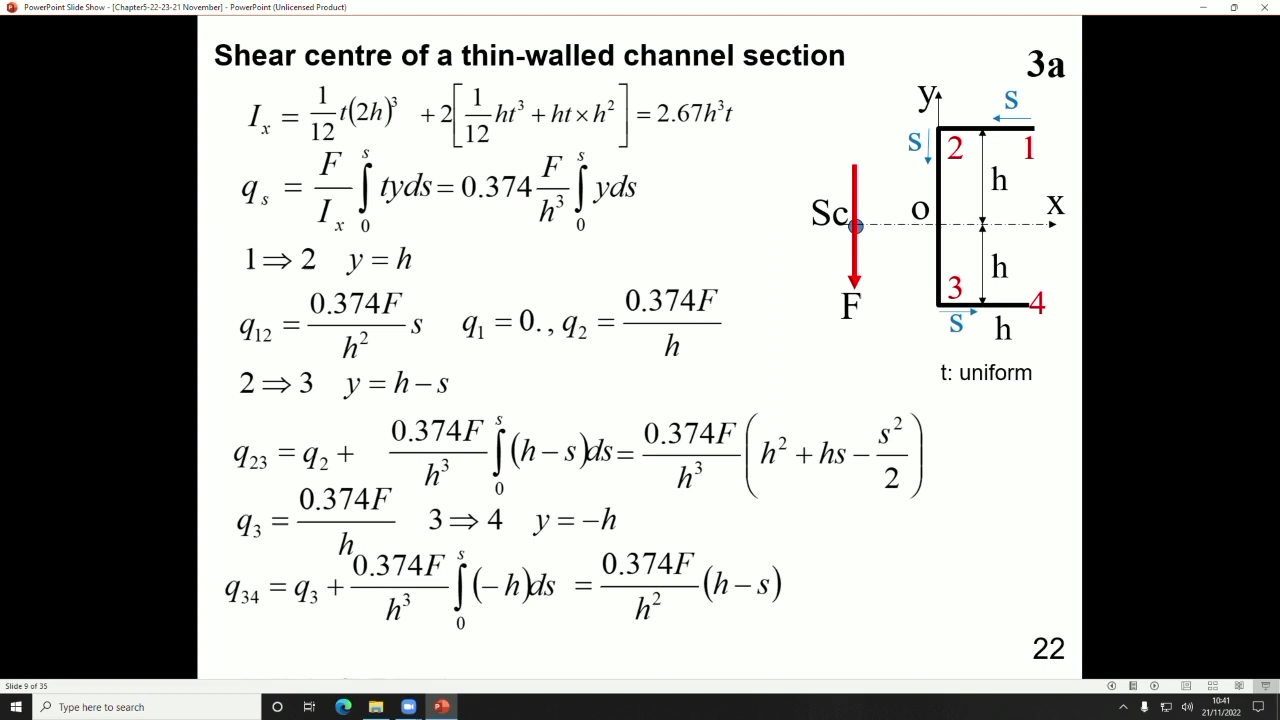 PowerPoint Slide Show - [Chapter5-22-23-21 November] - PowerPoint (Unlicensed Product)
Shear centre of a thin-walled channel section
3a
I_x = 1/12 t(2h)^3 + 2[1/12 ht^3 + ht × h^2] = 2.67h^3t
q_s = F/I_x ∫_0^s tyds = 0.374 F/h^3 ∫_0^s yds
1 ⇒ 2 y = h
q_12 = 0.374F/h^2 s q_1 = 0., q_2 = 0.374F/h
2 ⇒ 3 y = h − s
q_23 = q_2 + 0.374F/h^3 ∫_0^s (h − s)ds = 0.374F/h^3 (h^2 + hs − s^2/2)
q_3 = 0.374F/h 3 ⇒ 4 y = −h
q_34 = q_3 + 0.374F/h^3 ∫_0^s (−h)ds = 0.374F/h^2 (h − s)
y
s
s
2
1
h
Sc
o
x
h
F
3
4
s
h
t: uniform
22
Slide 9 of 35
Type here to search
10:41
21/11/2022